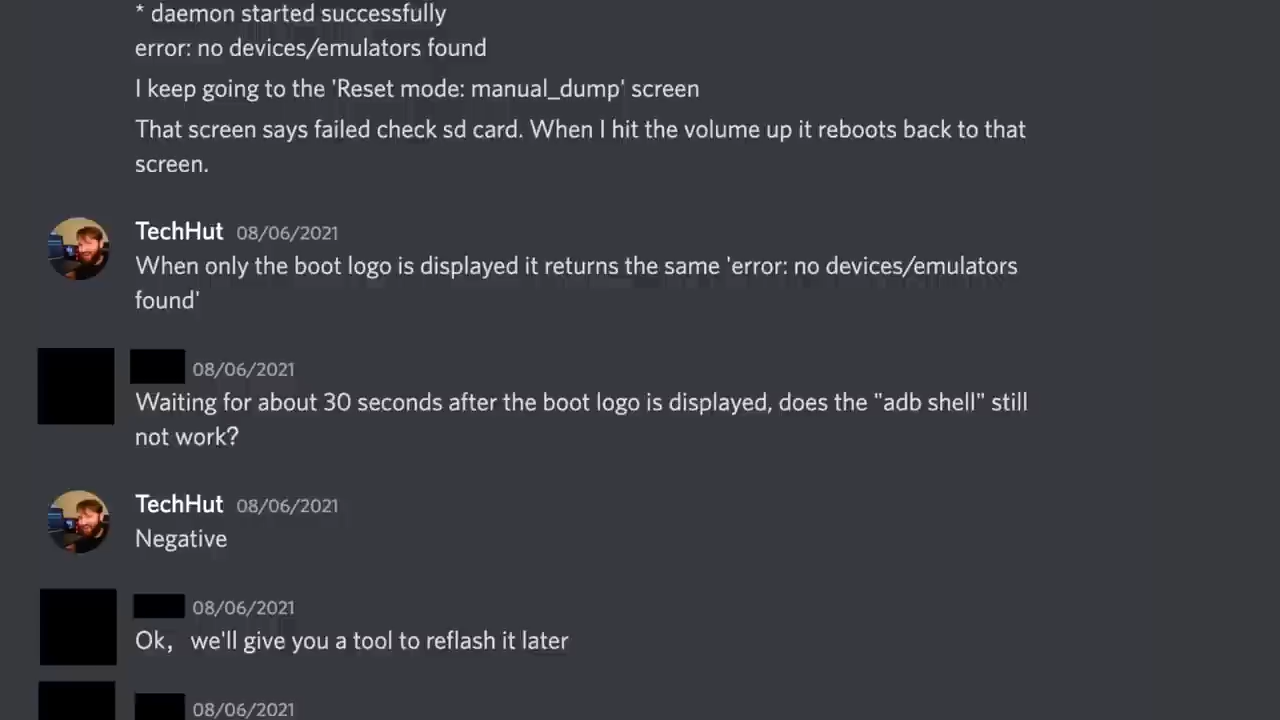 * daemon started successfully
error: no devices/emulators found
I keep going to the 'Reset mode: manual_dump' screen
That screen says failed check sd card. When I hit the volume up it reboots back to that
screen.
TechHut 08/06/2021
When only the boot logo is displayed it returns the same 'error: no devices/emulators
found'
08/06/2021
Waiting for about 30 seconds after the boot logo is displayed, does the "adb shell" still
not work?
TechHut 08/06/2021
Negative
08/06/2021
Ok，we'll give you a tool to reflash it later
08/06/2021